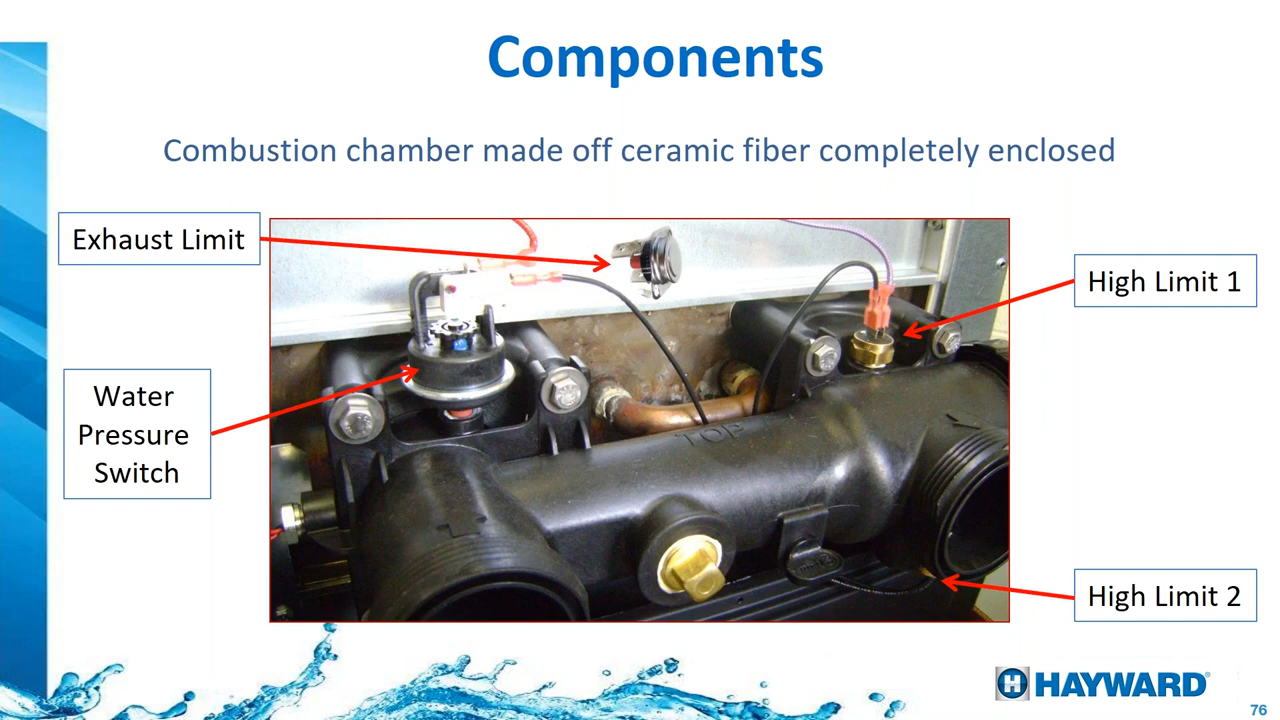 Components
Combustion chamber made off ceramic fiber completely enclosed
Exhaust Limit
High Limit 1
Water
Pressure
Switch
TOP
High Limit 2
HAYWARD®
76